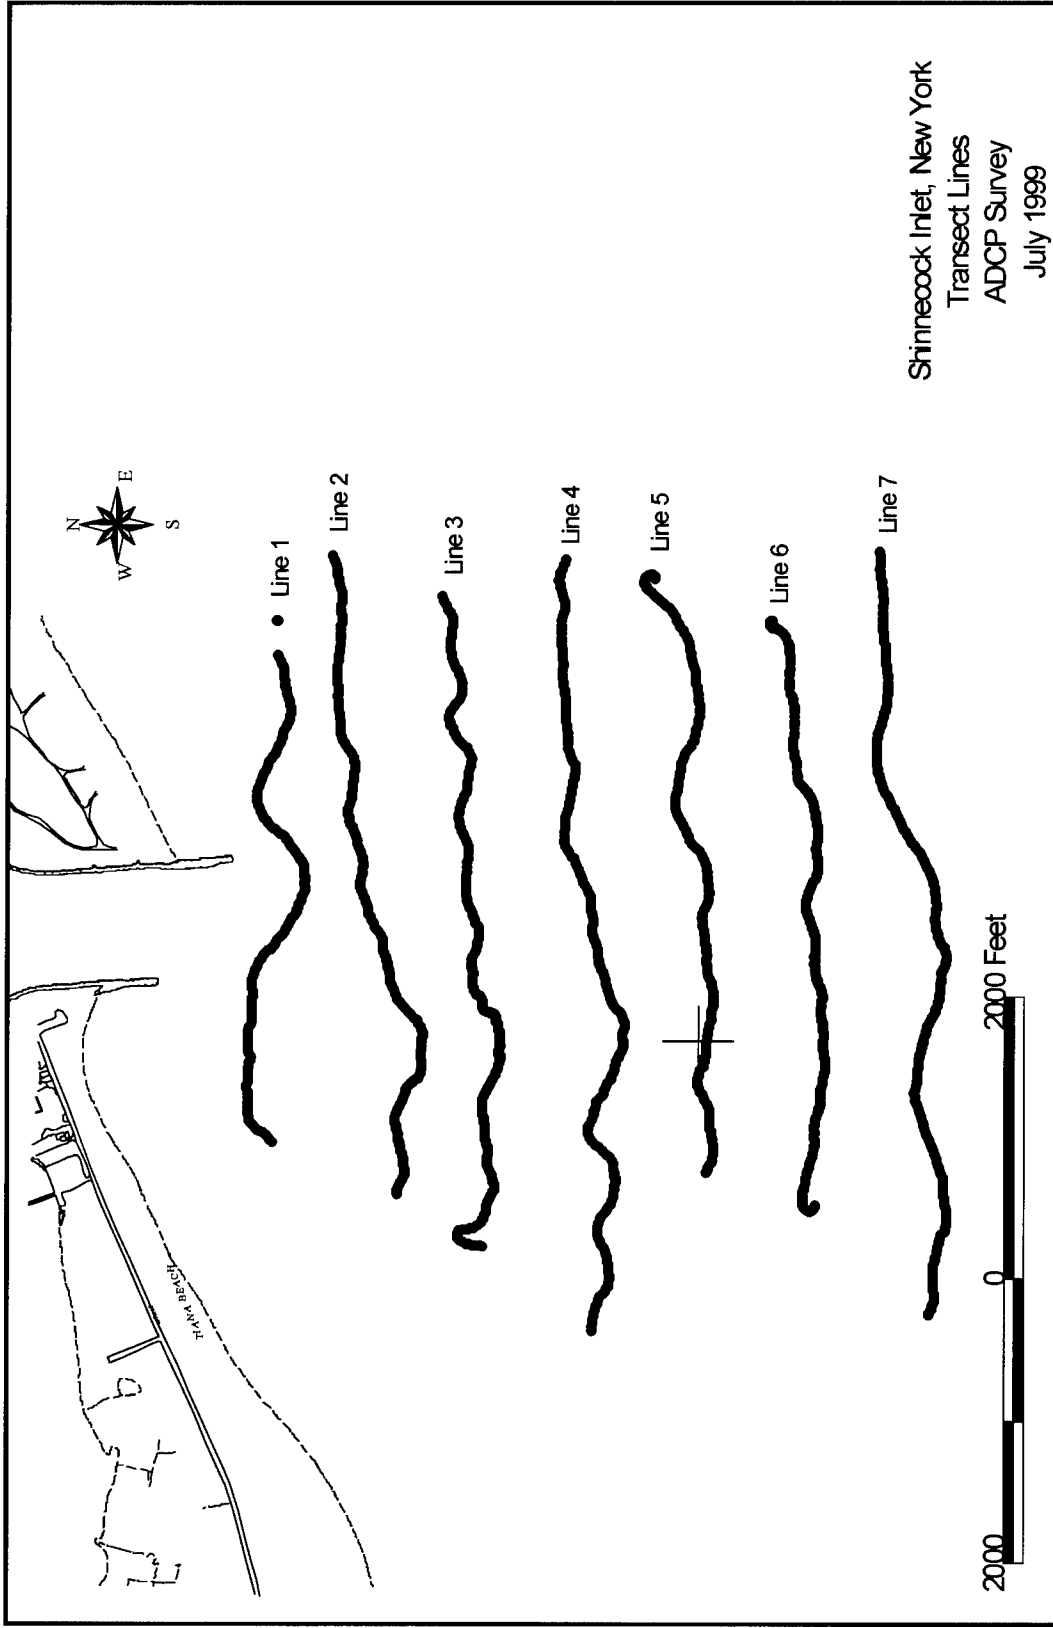 N
W
E
S
TIANA BEACH
Line 1
Line 2
Line 3
Line 4
Line 5
Line 6
Line 7
2000
0
2000 Feet
Shinnecock Inlet, New York
Transect Lines
ADCP Survey
July 1999